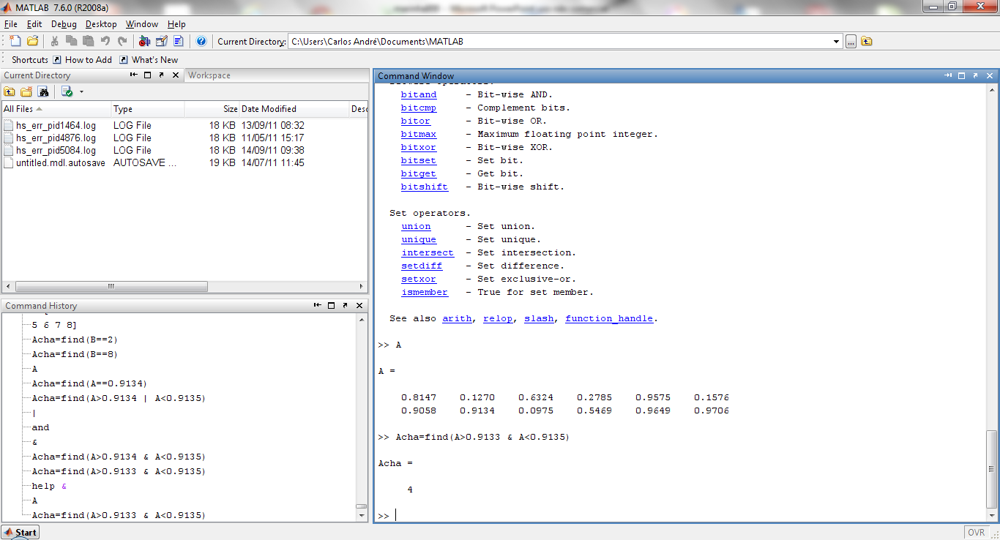 MATLAB 7.6.0 (R2008a)
File Edit Debug Desktop Window Help
Current Directory: C:\Users\Carlos André\Documents\MATLAB
Shortcuts How to Add What's New
Current Directory Workspace
All Files Type Size Date Modified Desc
hs_err_pid1464.log LOG File 18 KB 13/09/11 08:32
hs_err_pid4876.log LOG File 18 KB 11/05/11 15:17
hs_err_pid5084.log LOG File 18 KB 14/09/11 09:38
untitled.mdl.autosave AUTOSAVE ... 19 KB 14/07/11 11:45
Command History
5 6 7 8]
Acha=find(B==2)
Acha=find(B==8)
A
Acha=find(A==0.9134)
Acha=find(A>0.9134 | A<0.9135)
|
and
&
Acha=find(A>0.9134 & A<0.9135)
Acha=find(A>0.9133 & A<0.9135)
help &
A
Acha=find(A>0.9133 & A<0.9135)
Command Window
bitand - Bit-wise AND.
bitcmp - Complement bits.
bitor - Bit-wise OR.
bitmax - Maximum floating point integer.
bitxor - Bit-wise XOR.
bitset - Set bit.
bitget - Get bit.
bitshift - Bit-wise shift.
Set operators.
union - Set union.
unique - Set unique.
intersect - Set intersection.
setdiff - Set difference.
setxor - Set exclusive-or.
ismember - True for set member.
See also arith, relop, slash, function_handle.
>> A
A =
0.8147 0.1270 0.6324 0.2785 0.9575 0.1576
0.9058 0.9134 0.0975 0.5469 0.9649 0.9706
>> Acha=find(A>0.9133 & A<0.9135)
Acha =
4
>>
Start
OVR